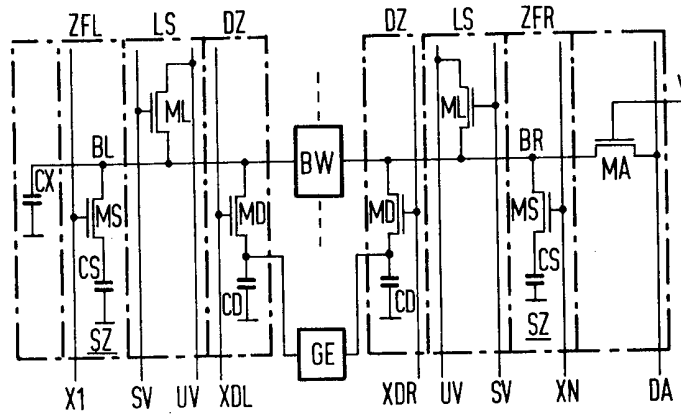 ZFL LS DZ DZ LS ZFR
ML ML
BL BW BR
CX MS MD MD MS MA
CS CD CD CS
SZ GE SZ
X1 SV UV XDL XDR UV SV XN DA